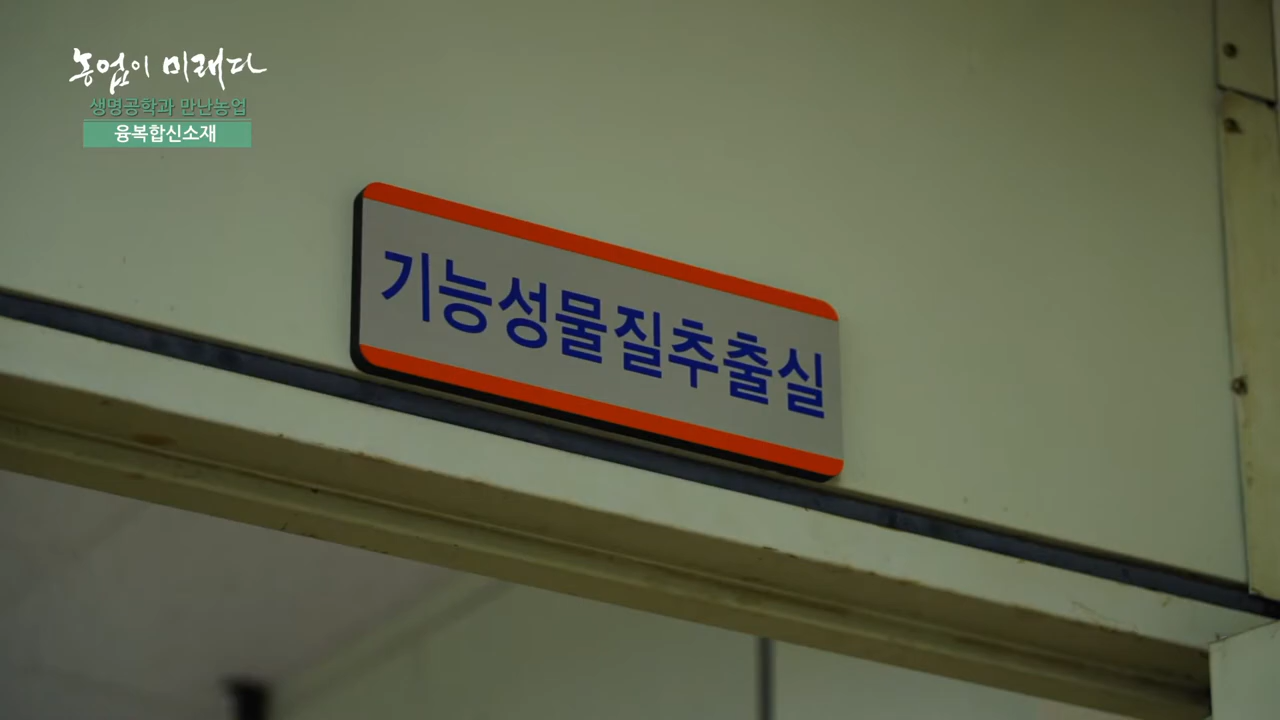 농업이 미래다
생명공학과 만난농업
융복합신소재
기능성물질추출실